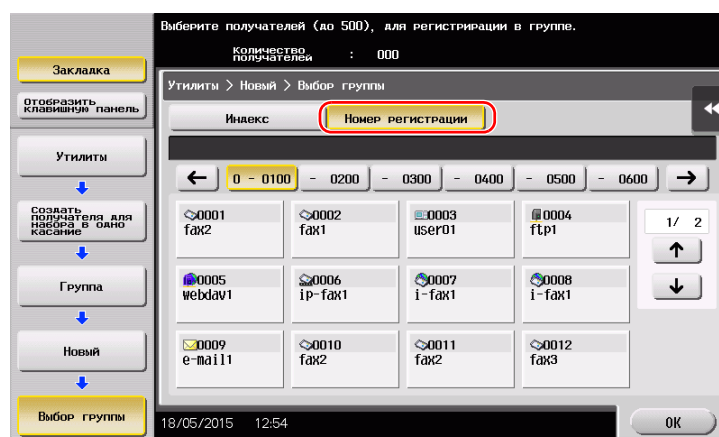 Выберите получателей (до 500), для регистрирации в группе.
Количество получателей : 000
Закладка
Отобразить клавишную панель
Утилиты
Создать получателя для набора в одно касание
Группа
Новый
Выбор группы
Утилиты > Новый > Выбор группы
Индекс
Номер регистрации
← 0 - 0100 - 0200 - 0300 - 0400 - 0500 - 0600 →
0001 0002 0003 0004
fax2 fax1 user01 ftp1
1/ 2
↑
0005 0006 0007 0008
webdav1 ip-fax1 i-fax1 i-fax1
↓
0009 0010 0011 0012
e-mail1 fax2 fax2 fax3
18/05/2015 12:54
OK